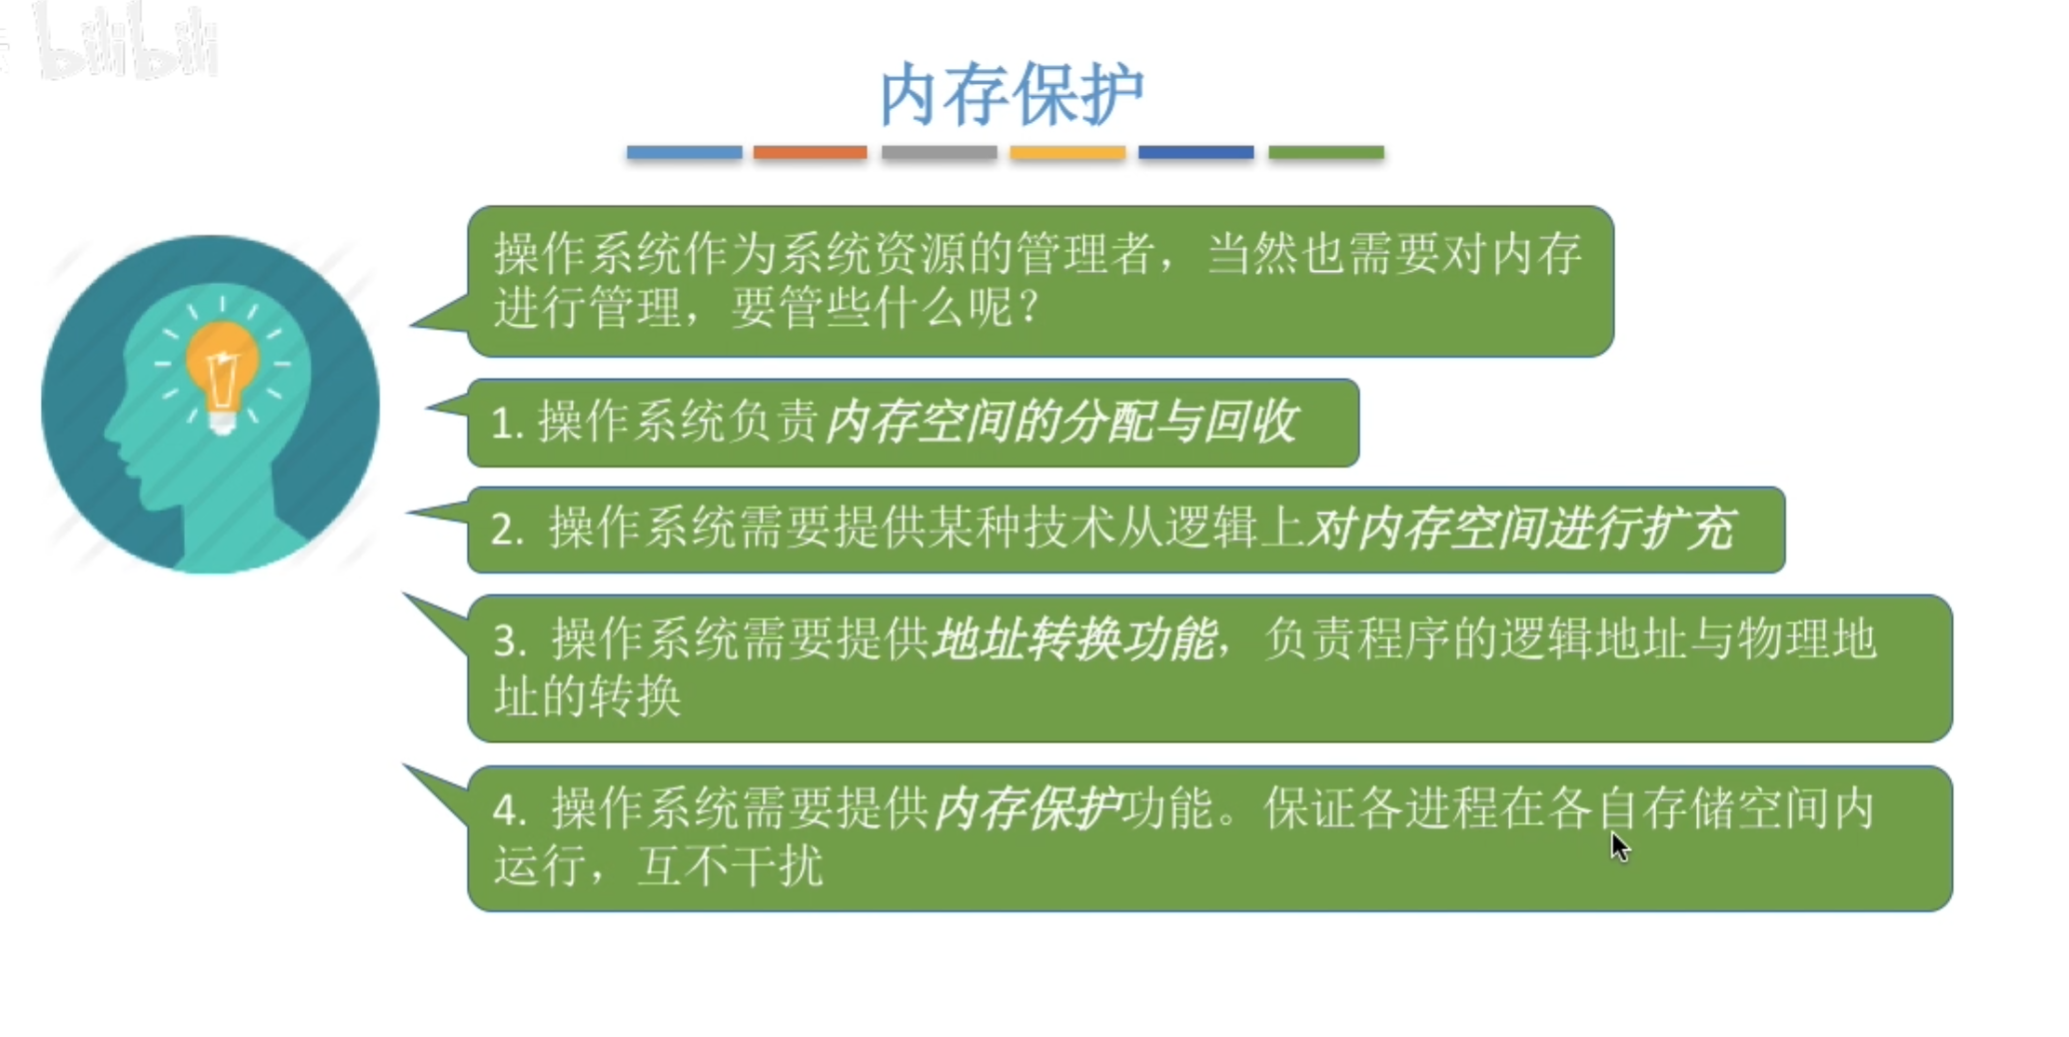 bilibili
内存保护
操作系统作为系统资源的管理者，当然也需要对内存
进行管理，要管些什么呢？
1. 操作系统负责内存空间的分配与回收
2. 操作系统需要提供某种技术从逻辑上对内存空间进行扩充
3. 操作系统需要提供地址转换功能，负责程序的逻辑地址与物理地
址的转换
4. 操作系统需要提供内存保护功能。保证各进程在各自存储空间内
运行，互不干扰